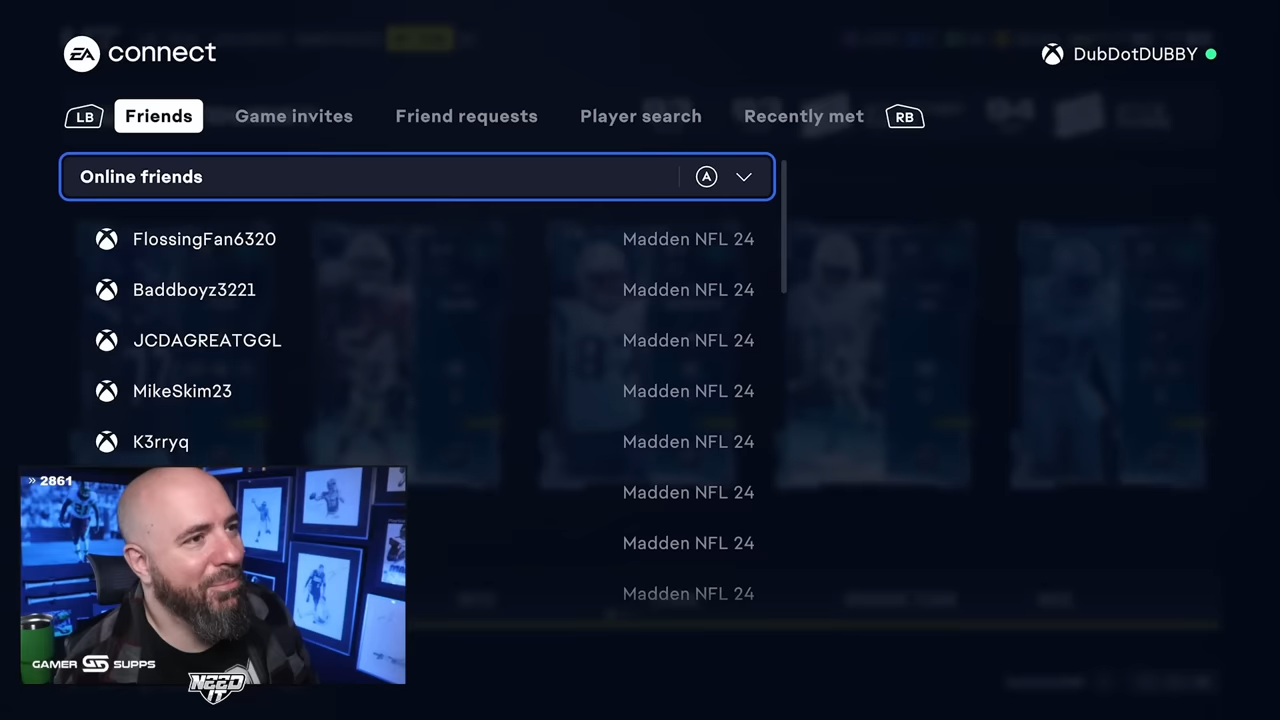 EA connect
DubDotDUBBY
LB Friends Game invites Friend requests Player search Recently met RB
Online friends A
FlossingFan6320 Madden NFL 24
Baddboyz3221 Madden NFL 24
JCDAGREATGGL Madden NFL 24
MikeSkim23 Madden NFL 24
K3rryq Madden NFL 24
Madden NFL 24
Madden NFL 24
Madden NFL 24
» 2861
GAMER GS SUPPS
NEED IT